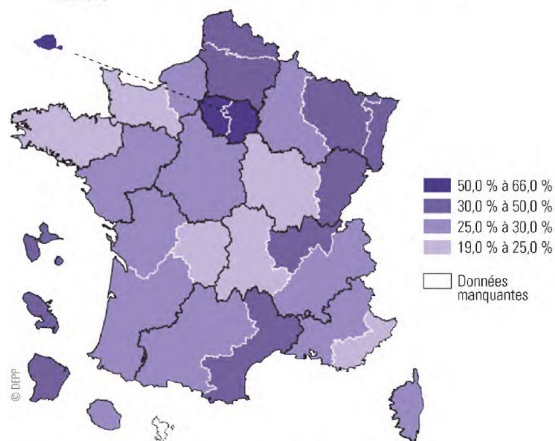 50,0 % à 66,0 %
30,0 % à 50,0 %
25,0 % à 30,0 %
19,0 % à 25,0 %
Données
manquantes
© DEPP